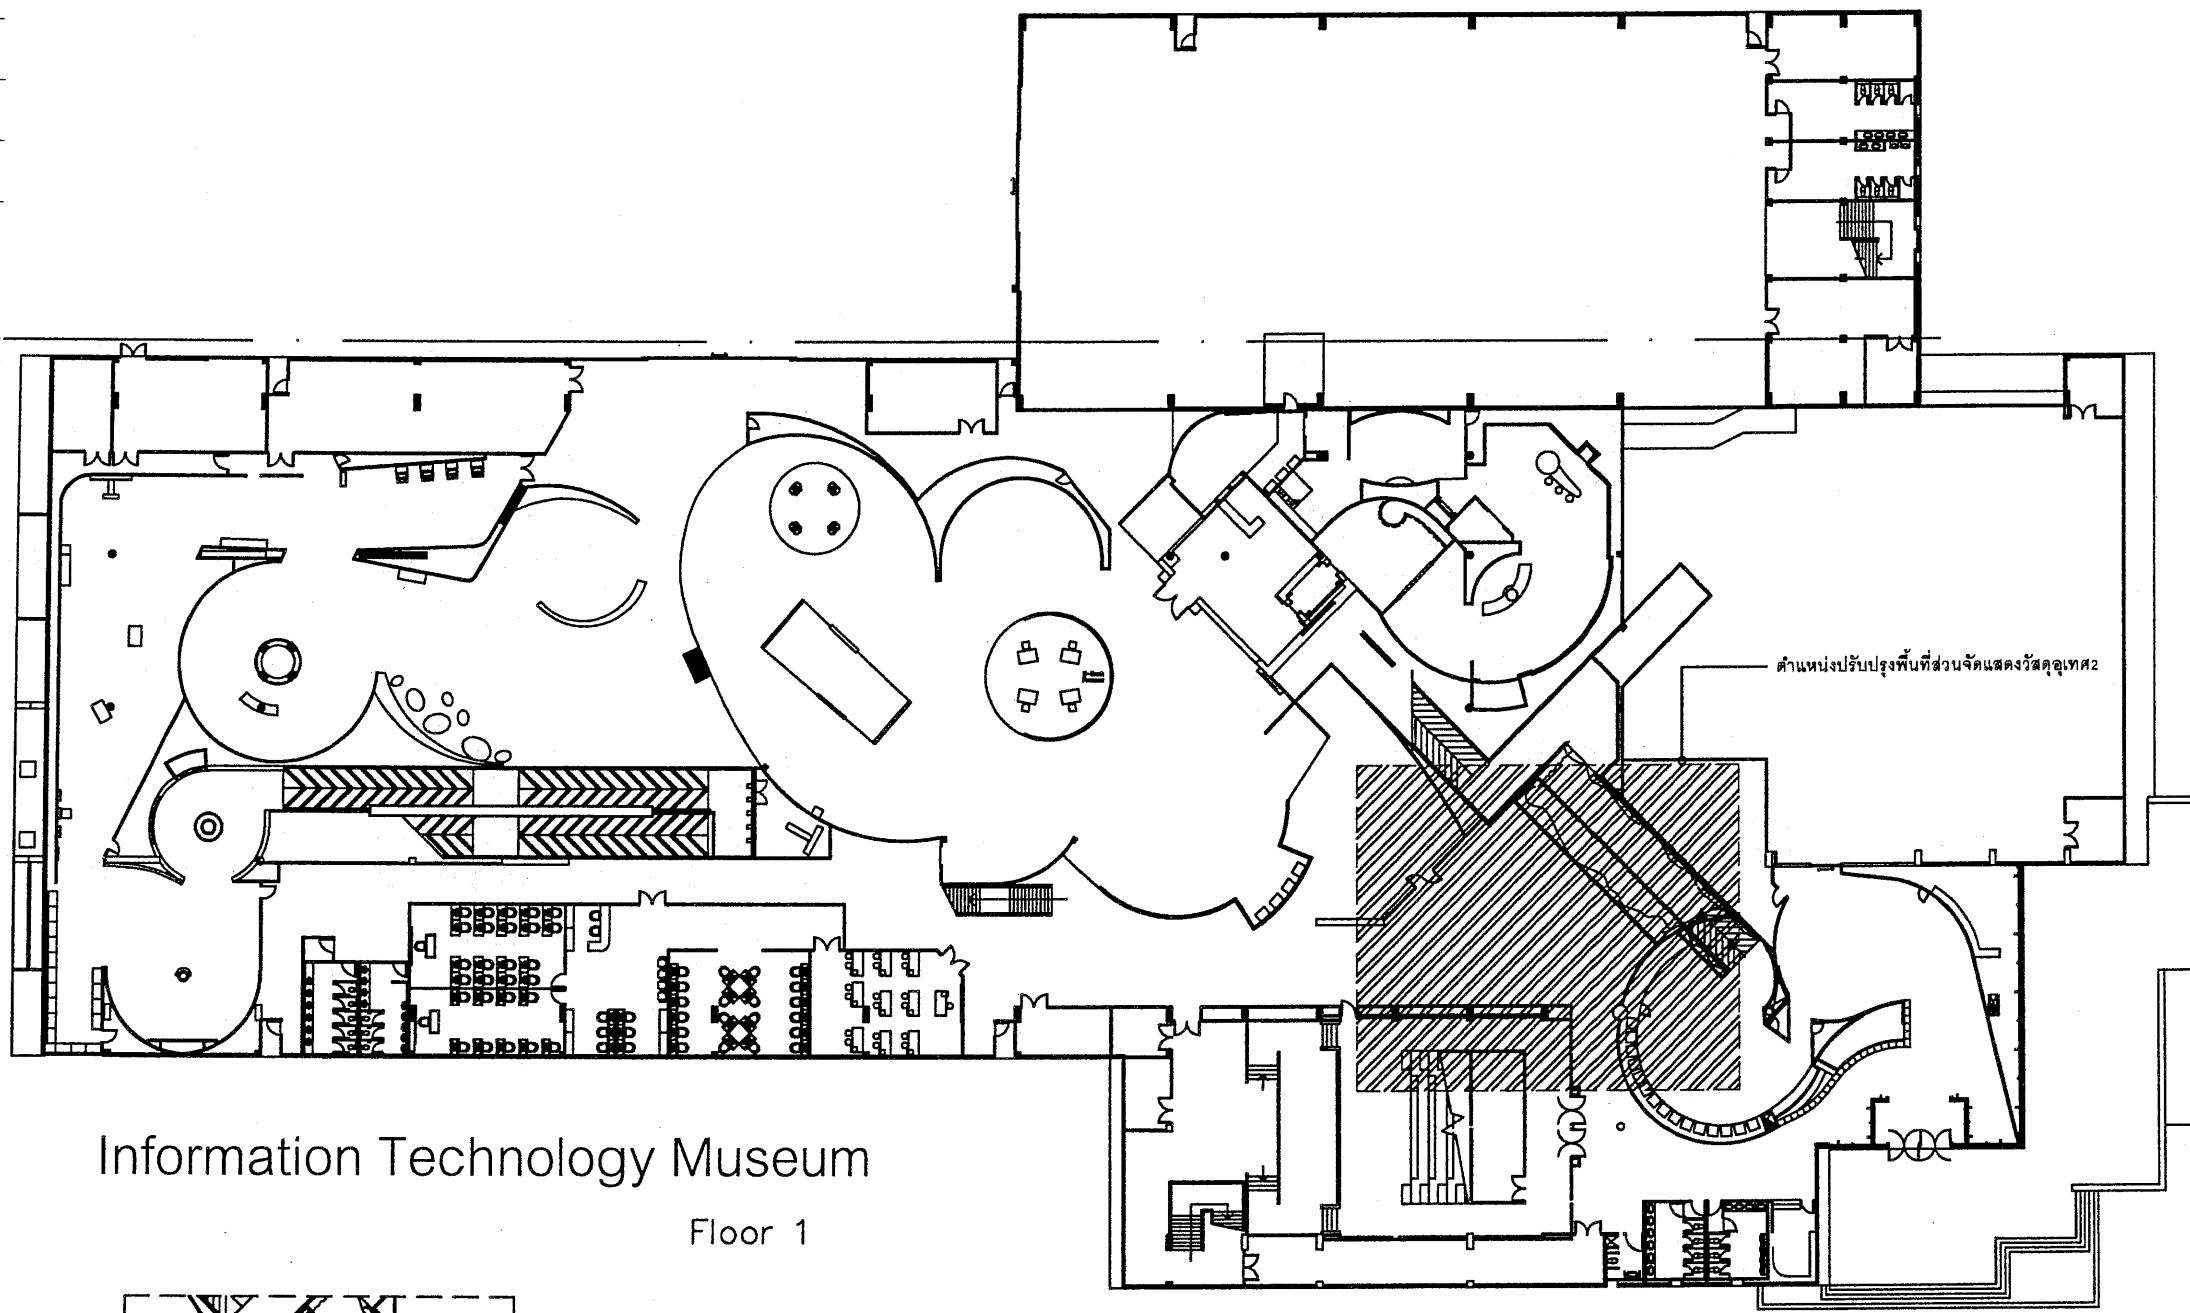 ตำแหน่งปรับปรุงพื้นที่ส่วนจัดแสดงวัสดุอุเทศ2
Information Technology Museum
Floor 1